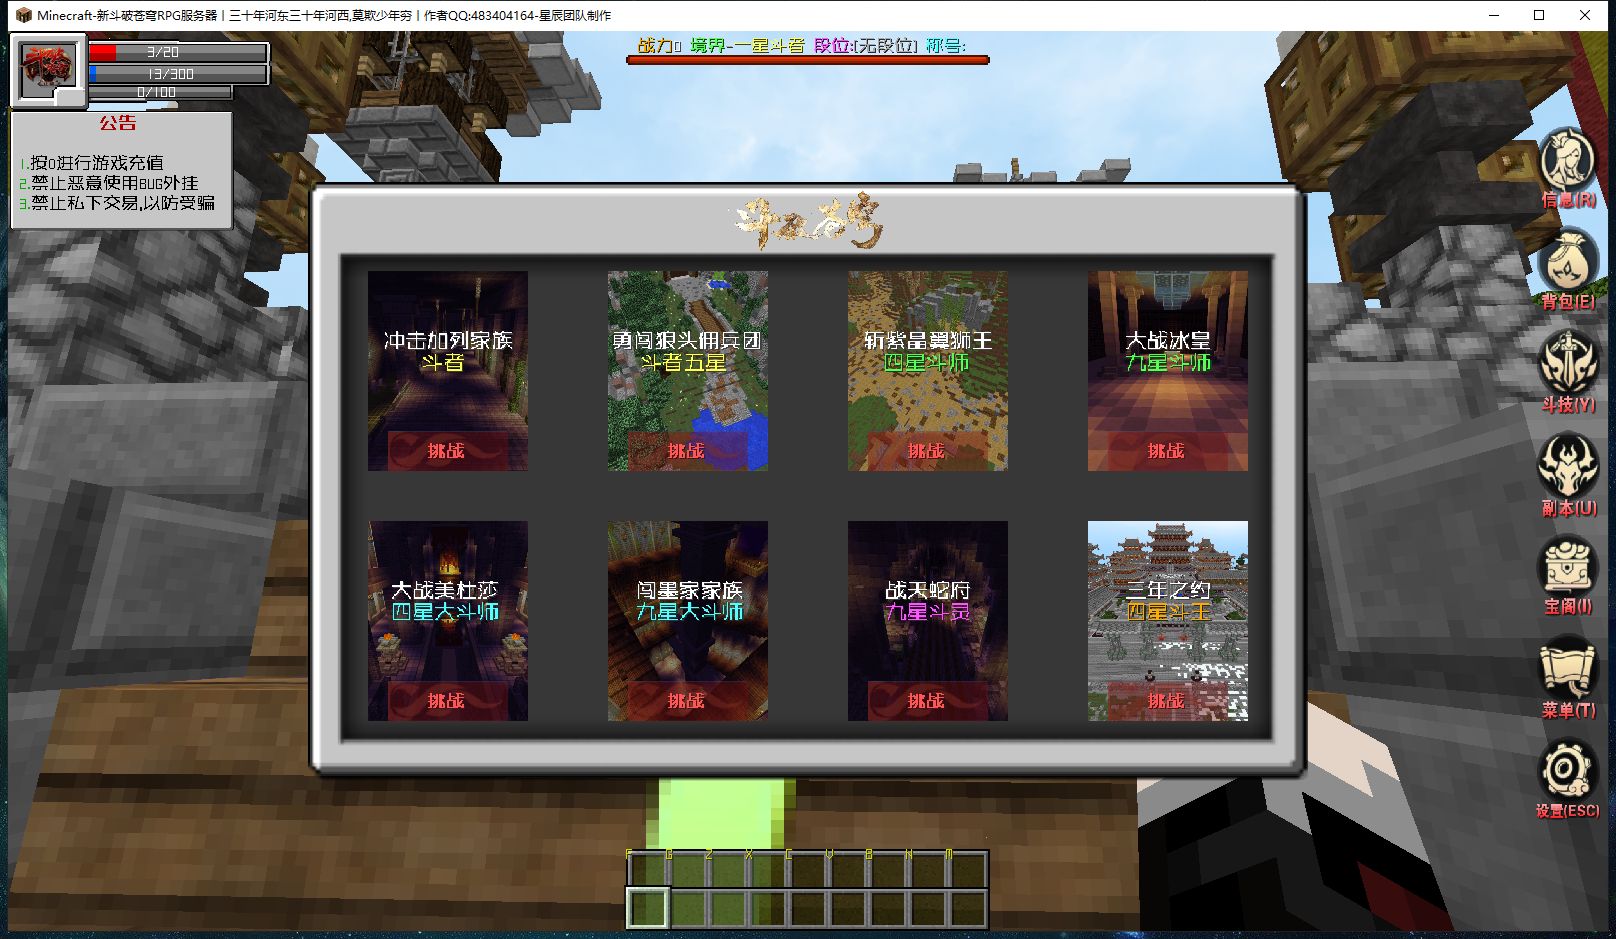 Minecraft-新斗破苍穹RPG服务器丨三十年河东三十年河西,莫欺少年穷丨作者QQ:483404164-星辰团队制作
3/20
13/300
0/100
战力0 境界-一星斗者 段位:[无段位] 称号:
公告
1.按O进行游戏充值
2.禁止恶意使用BUG外挂
3.禁止私下交易,以防受骗
斗破苍穹
冲击加列家族
斗者
挑战
勇闯狼头佣兵团
斗者五星
挑战
斩紫晶翼狮王
四星斗师
挑战
大战冰皇
九星斗师
挑战
大战美杜莎
四星大斗师
挑战
闯墨家家族
九星大斗师
挑战
战天蛇府
九星斗灵
挑战
三年之约
四星斗王
挑战
信息(R)
背包(E)
斗技(Y)
副本(U)
宝阁(I)
菜单(T)
设置(ESC)
F G Z X C V B N M